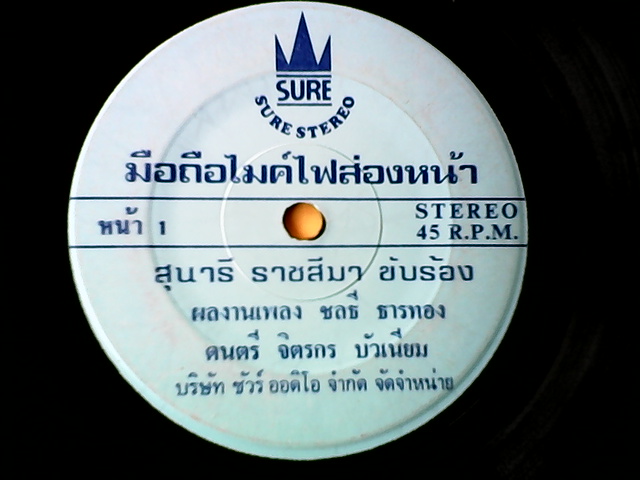 SURE
SURE STEREO
มือถือไมค์ไฟส่องหน้า
หน้า 1
STEREO
45 R.P.M.
สุนารี ราชสีมา ขับร้อง
ผลงานเพลง ชลธี ธารทอง
ดนตรี จิตรกร บัวเนียม
บริษัท ชัวร์ ออดิโอ จำกัด จัดจำหน่าย